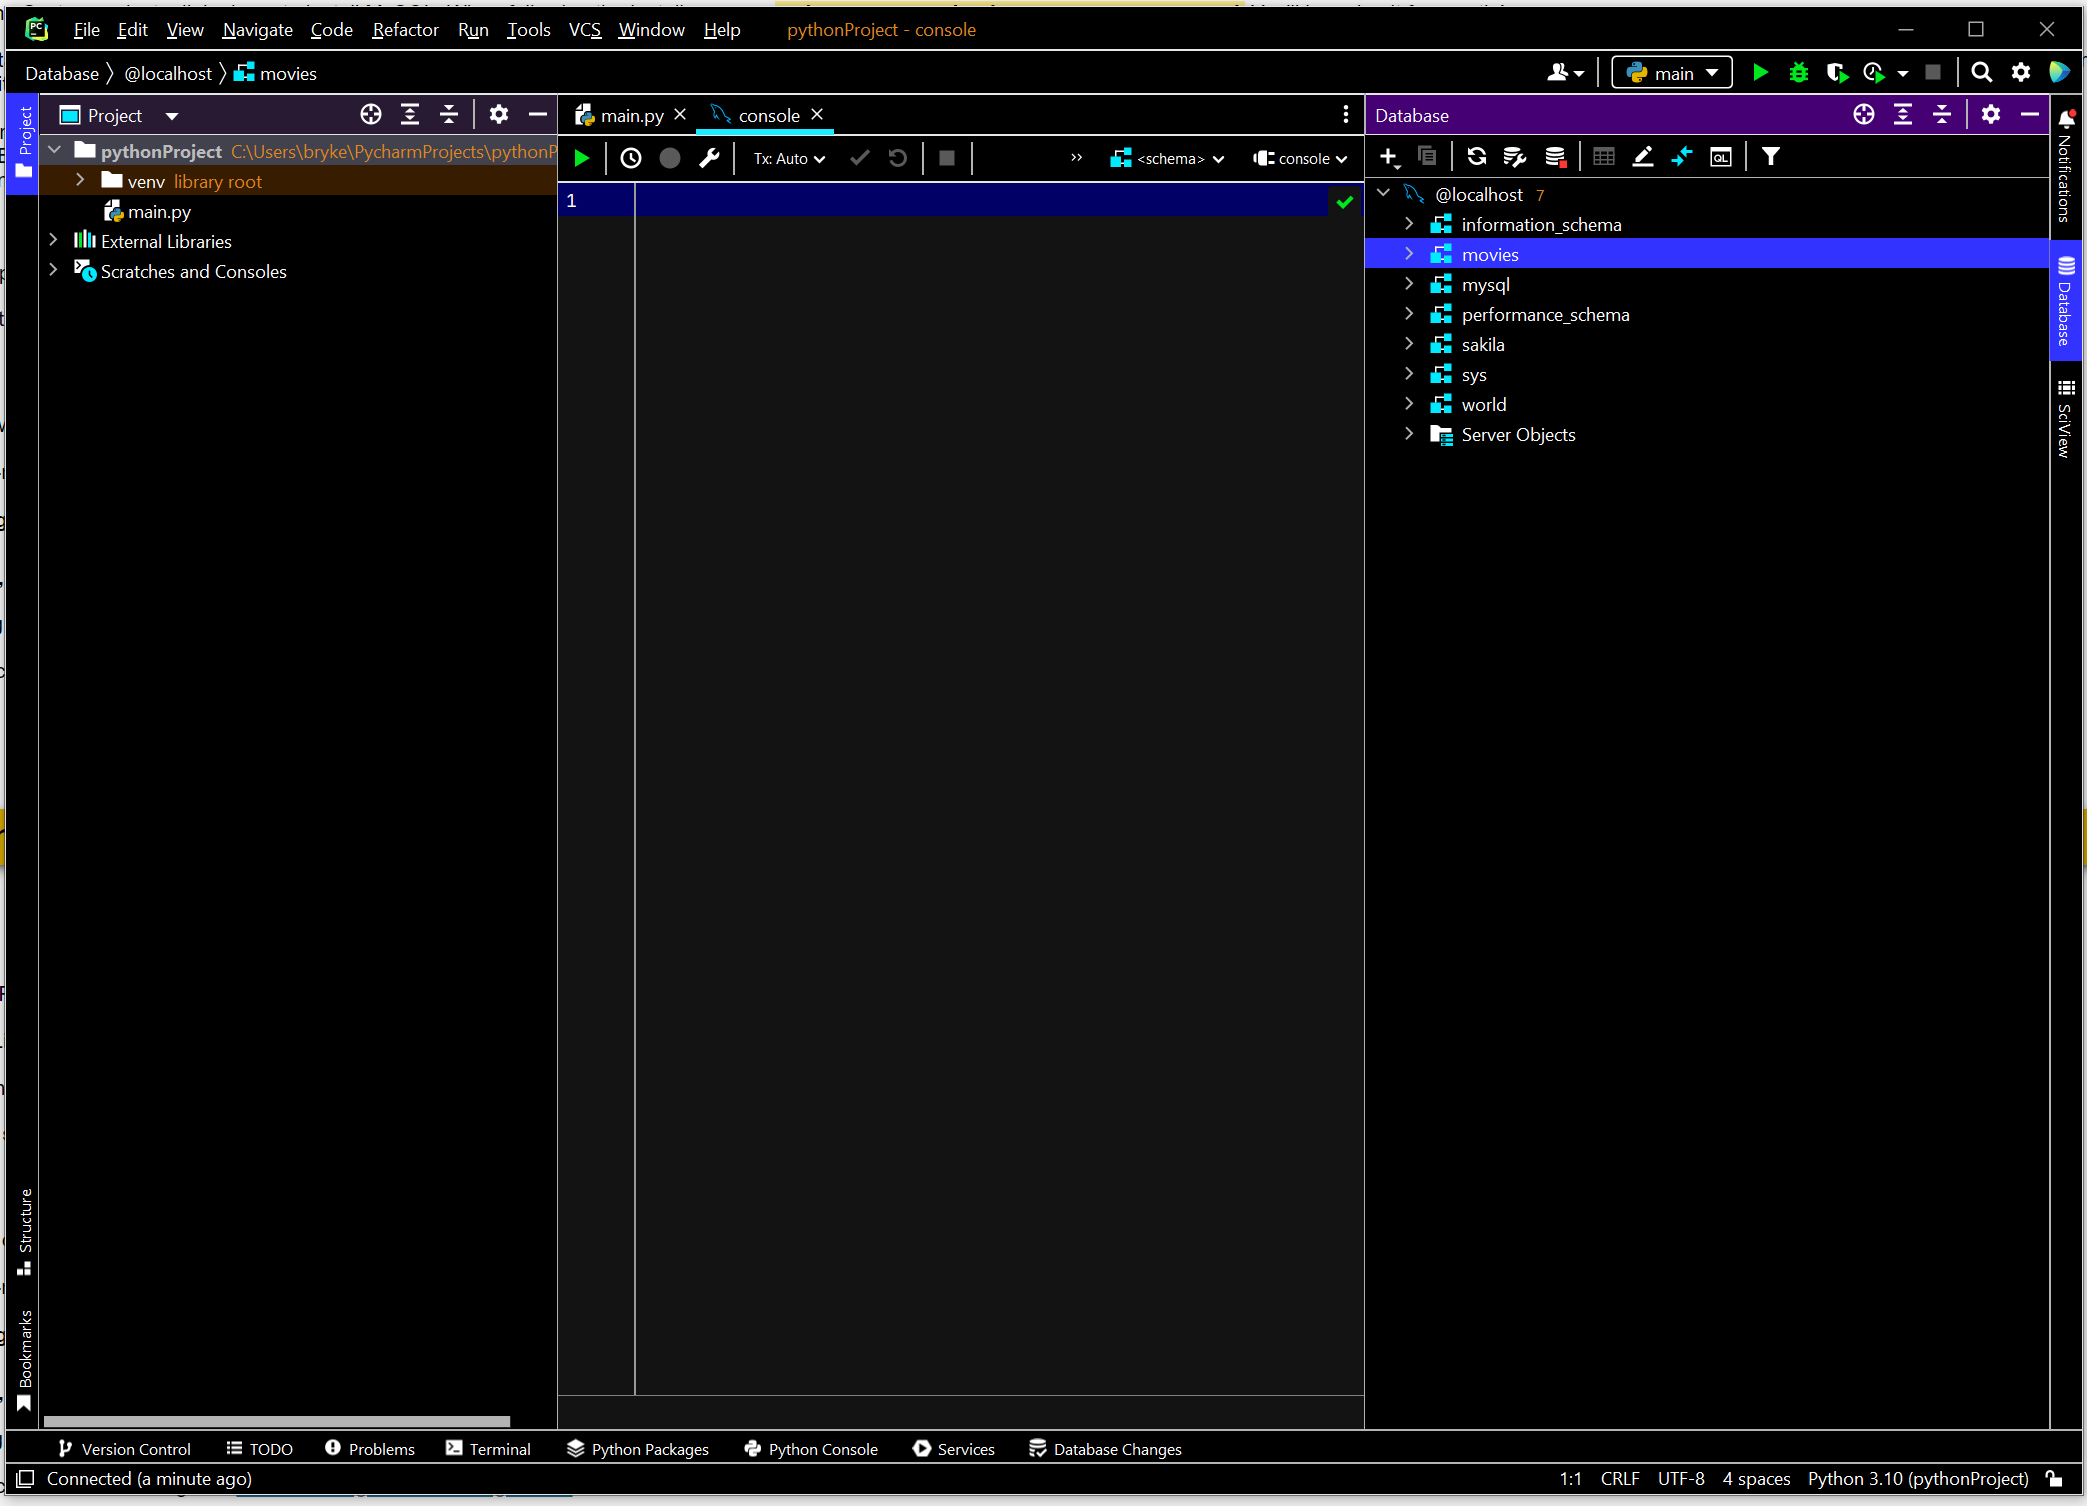 File Edit View Navigate Code Refactor Run Tools VCS Window Help pythonProject - console
Database @localhost movies
main
Project
Project
pythonProject C:\Users\bryke\PycharmProjects\pythonP
venv library root
main.py
External Libraries
Scratches and Consoles
Structure
Bookmarks
main.py console
Tx: Auto <schema> console
1
Database
@localhost 7
information_schema
movies
mysql
performance_schema
sakila
sys
world
Server Objects
Notifications
Database
SciView
Version Control TODO Problems Terminal Python Packages Python Console Services Database Changes
Connected (a minute ago) 1:1 CRLF UTF-8 4 spaces Python 3.10 (pythonProject)